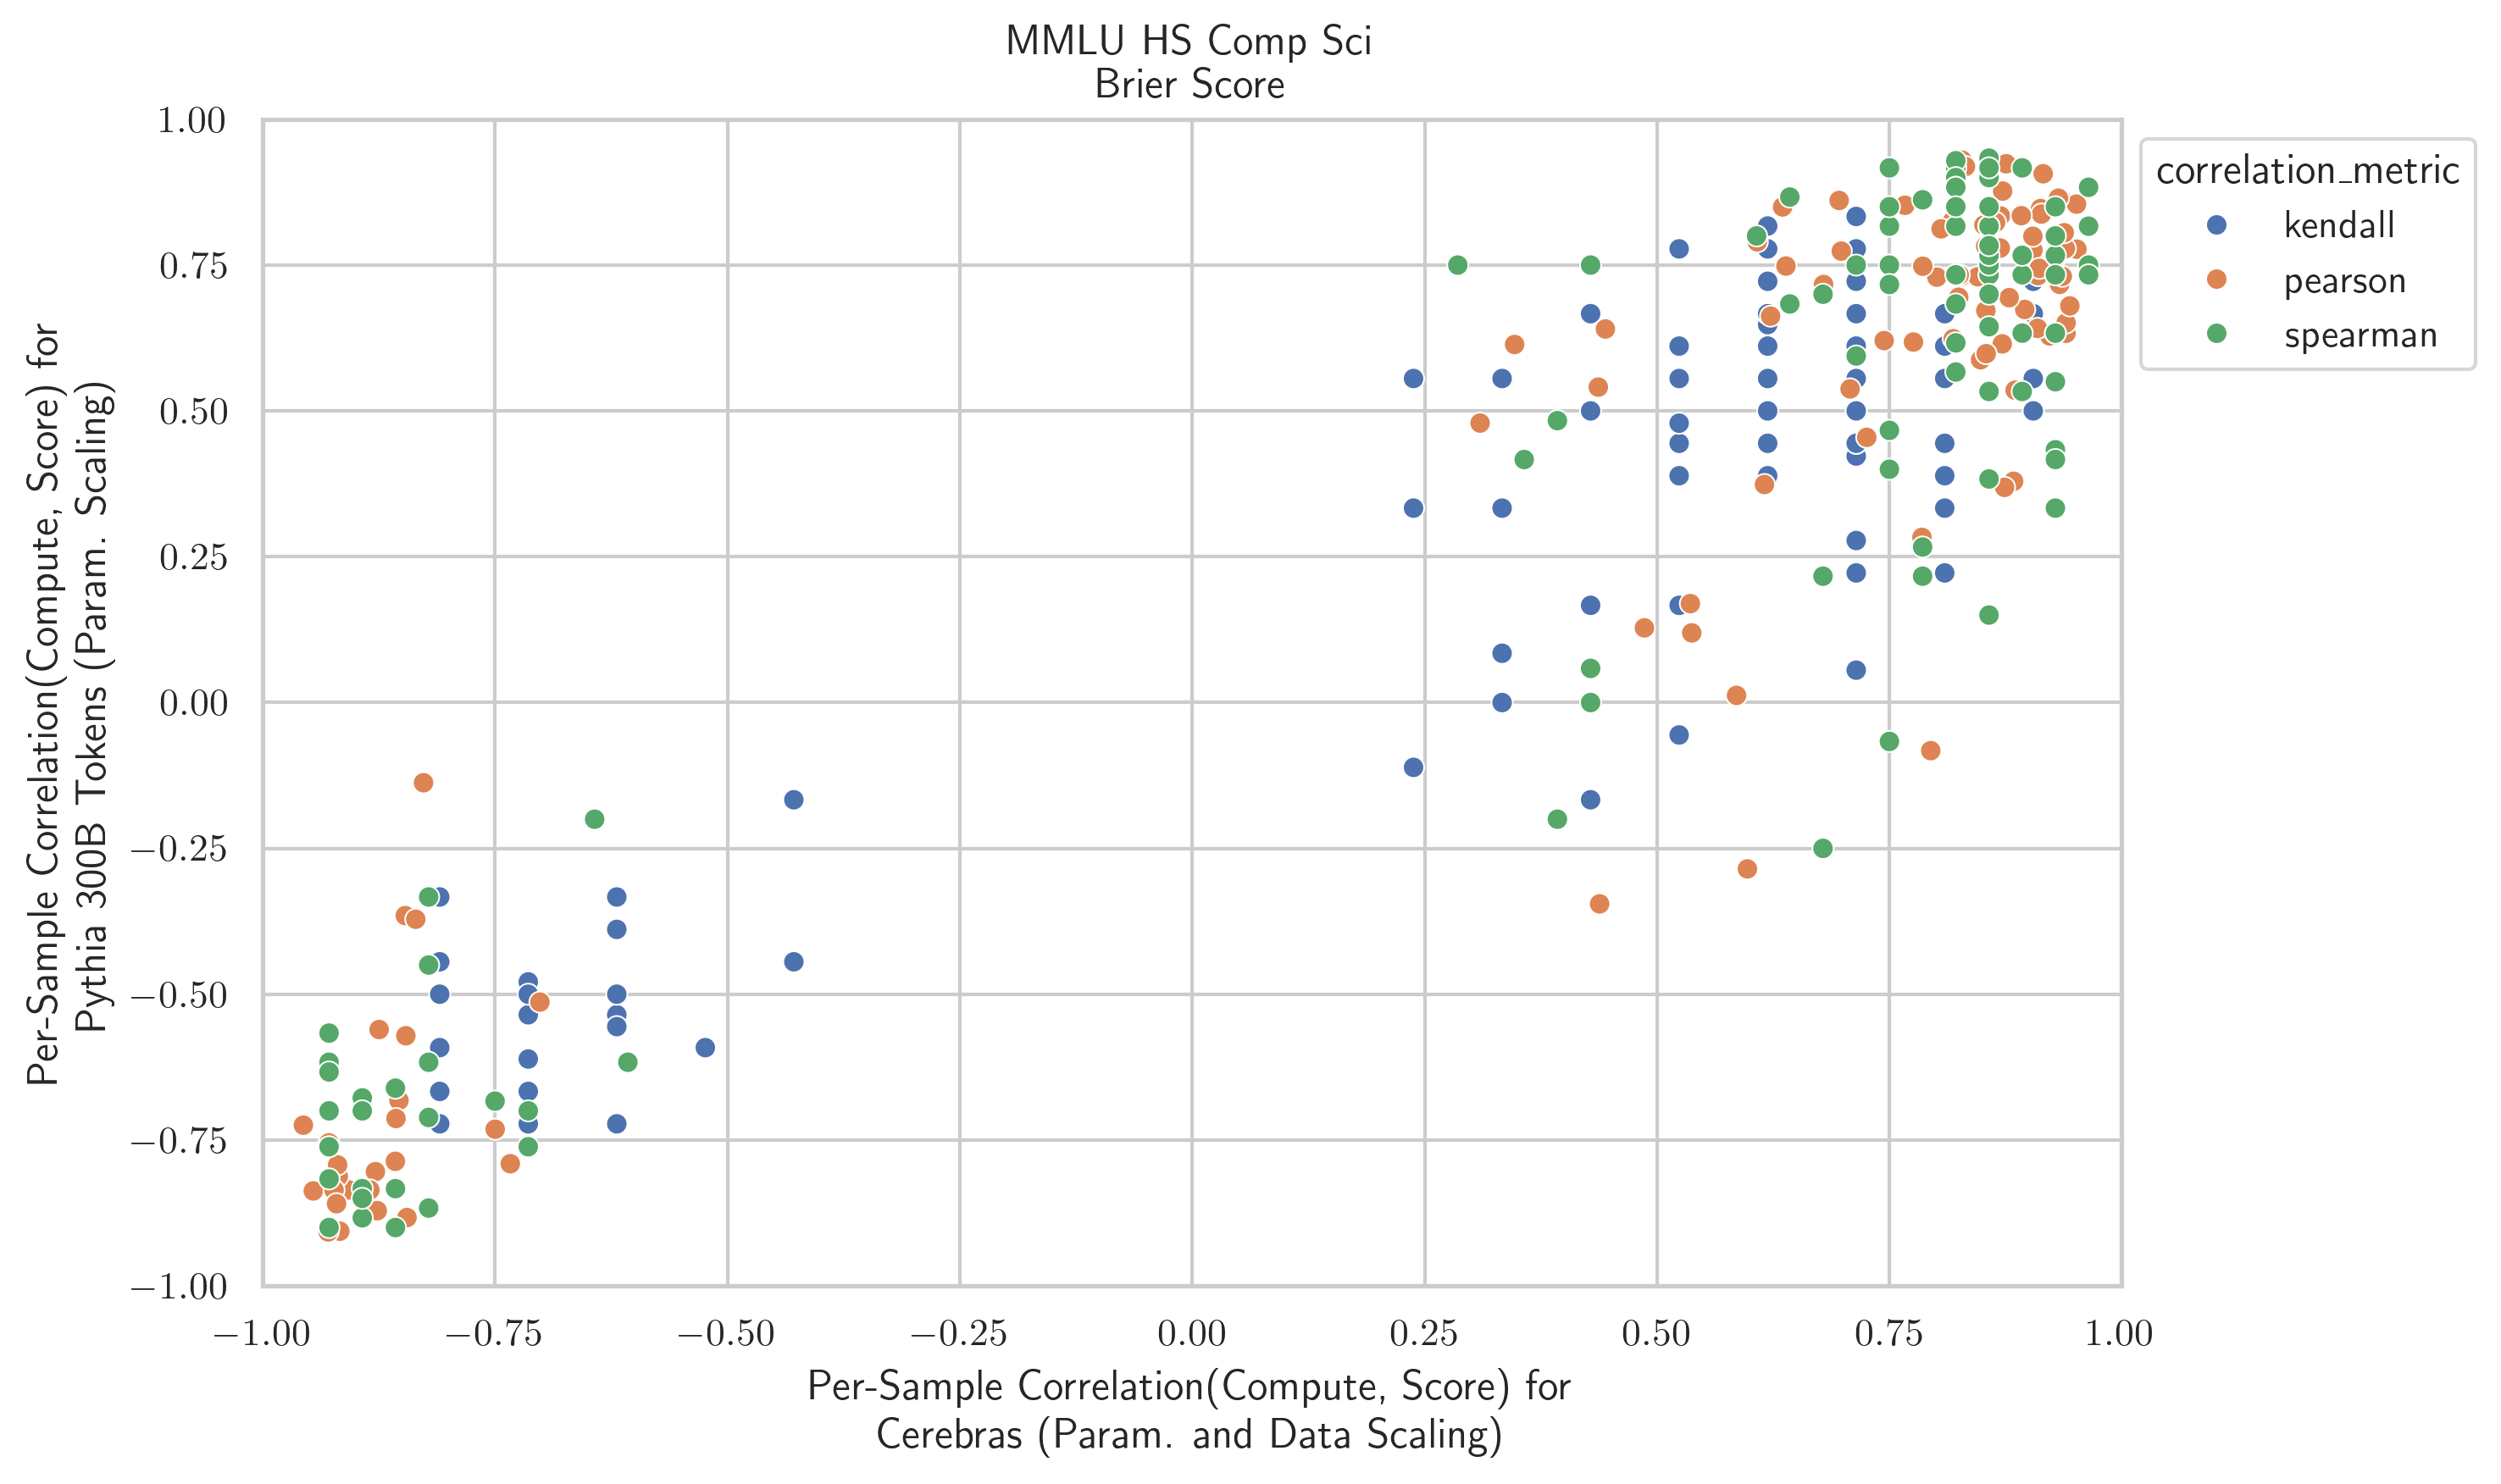 MMLU HS Comp Sci
Brier Score
Per-Sample Correlation(Compute, Score) for
Pythia 300B Tokens (Param. Scaling)
1.00
0.75
0.50
0.25
0.00
−0.25
−0.50
−0.75
−1.00
−1.00 −0.75 −0.50 −0.25 0.00 0.25 0.50 0.75 1.00
Per-Sample Correlation(Compute, Score) for
Cerebras (Param. and Data Scaling)
correlation_metric
kendall
pearson
spearman